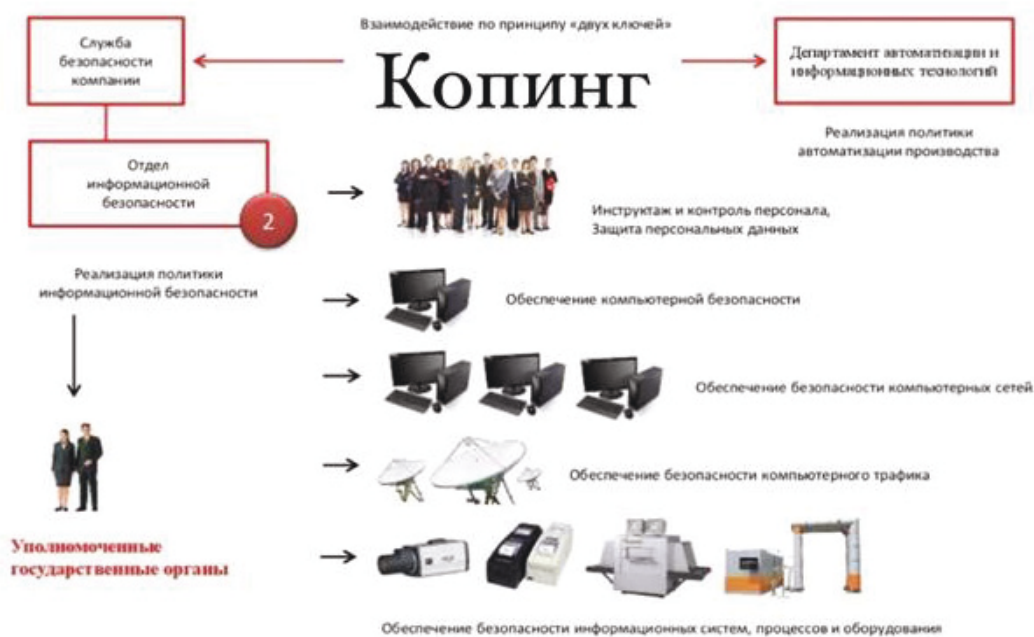 Взаимодействие по принципу «двух ключей»
Служба
безопасности
компании
Копинг
Департамент автоматизации и
информационных технологий
Реализация политики
автоматизации производства
Отдел
информационной
безопасности
2
Инструктаж и контроль персонала,
Защита персональных данных
Реализация политики
информационной безопасности
Обеспечение компьютерной безопасности
Обеспечение безопасности компьютерных сетей
Обеспечение безопасности компьютерного трафика
Уполномоченные
государственные органы
Обеспечение безопасности информационных систем, процессов и оборудования